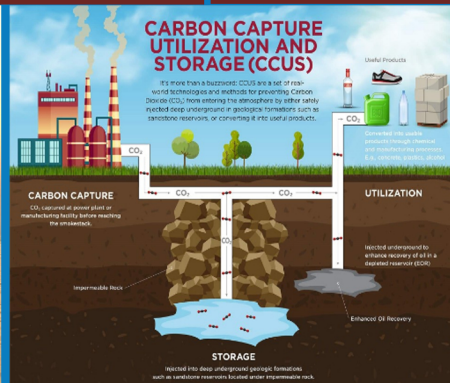 CARBON CAPTURE
UTILIZATION AND
STORAGE (CCUS)
It's more than a buzzword; CCUS are a set of real-
world technologies and methods for preventing Carbon
Dioxide (CO₂) from entering the atmosphere by either safely
injected deep underground in geological formations such as
sandstone reservoirs, or converting it into useful products.
Useful Products
CO₂
Converted into usable
products through chemical
and manufacturing processes
E.g., concrete, plastics, alcohol
CO₂
CO₂
CO₂
CARBON CAPTURE
CO₂ captured at power plant or
manufacturing facility before reaching
the smokestack.
UTILIZATION
CO₂
Injected underground to
enhance recovery of oil in a
depleted reservoir (EOR)
Impermeable Rock
Enhanced Oil Recovery
STORAGE
Injected into deep underground geologic formations
such as sandstone reservoirs located under impermeable rock.